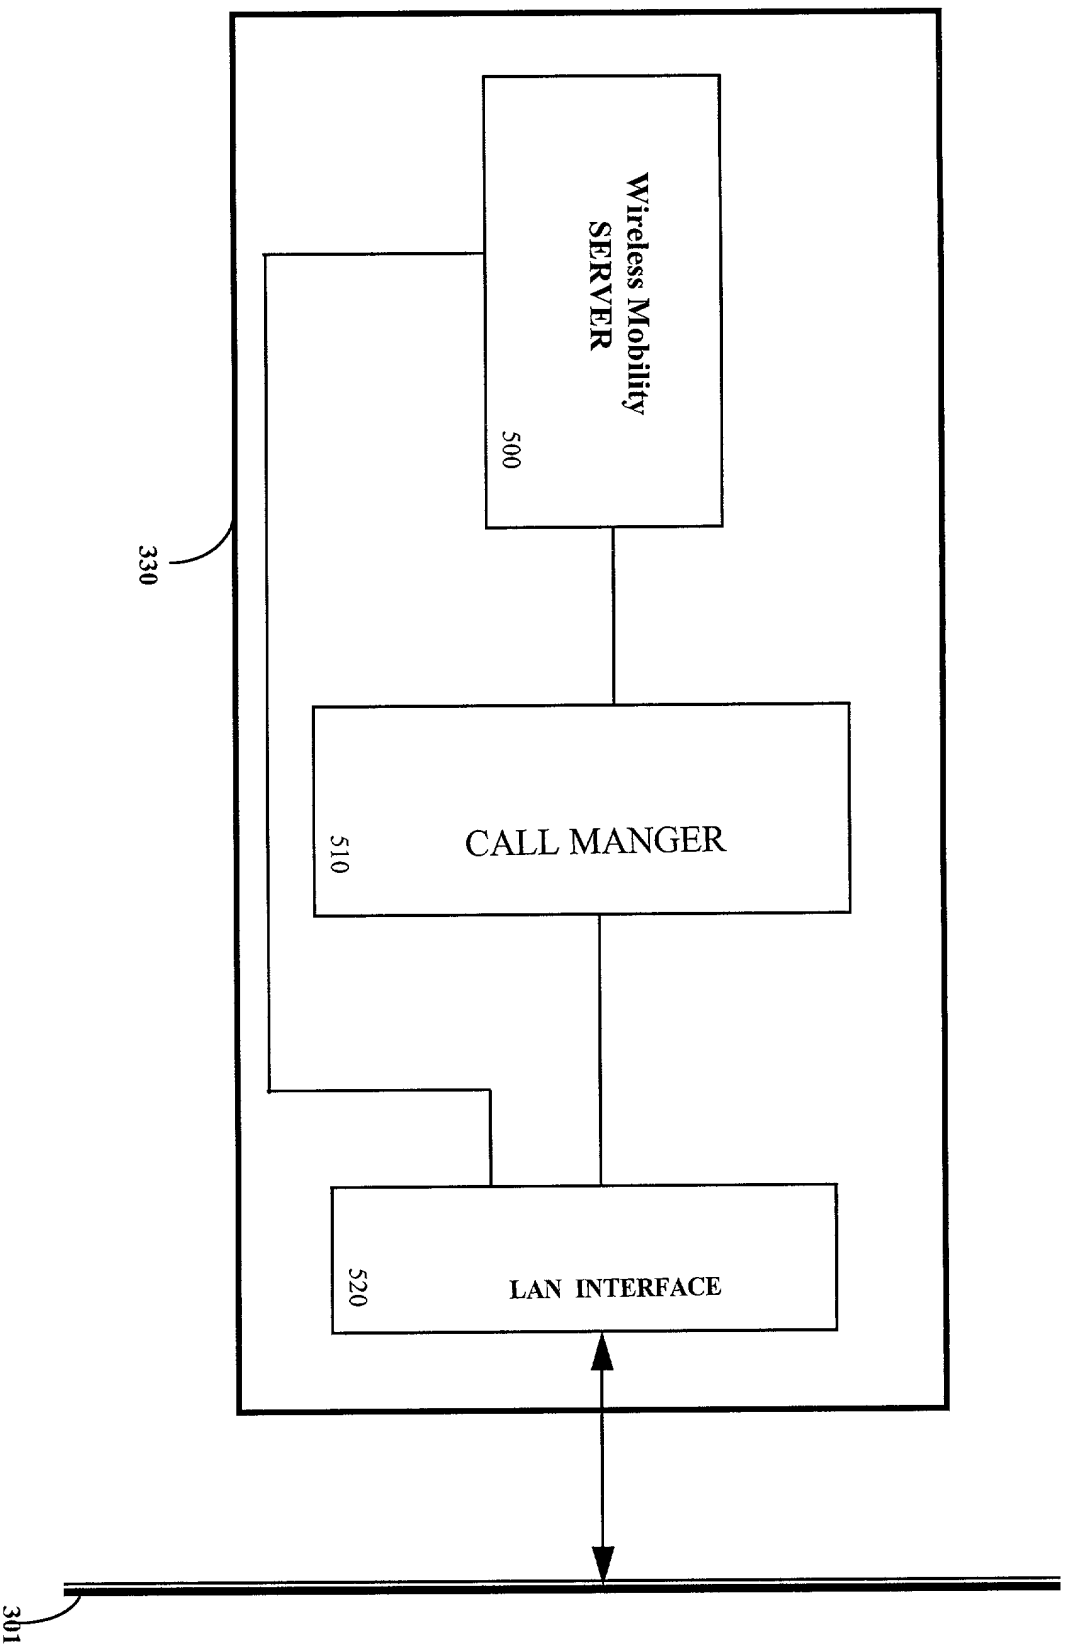 Wireless Mobility
SERVER
500
330
CALL MANGER
510
LAN INTERFACE
520
301